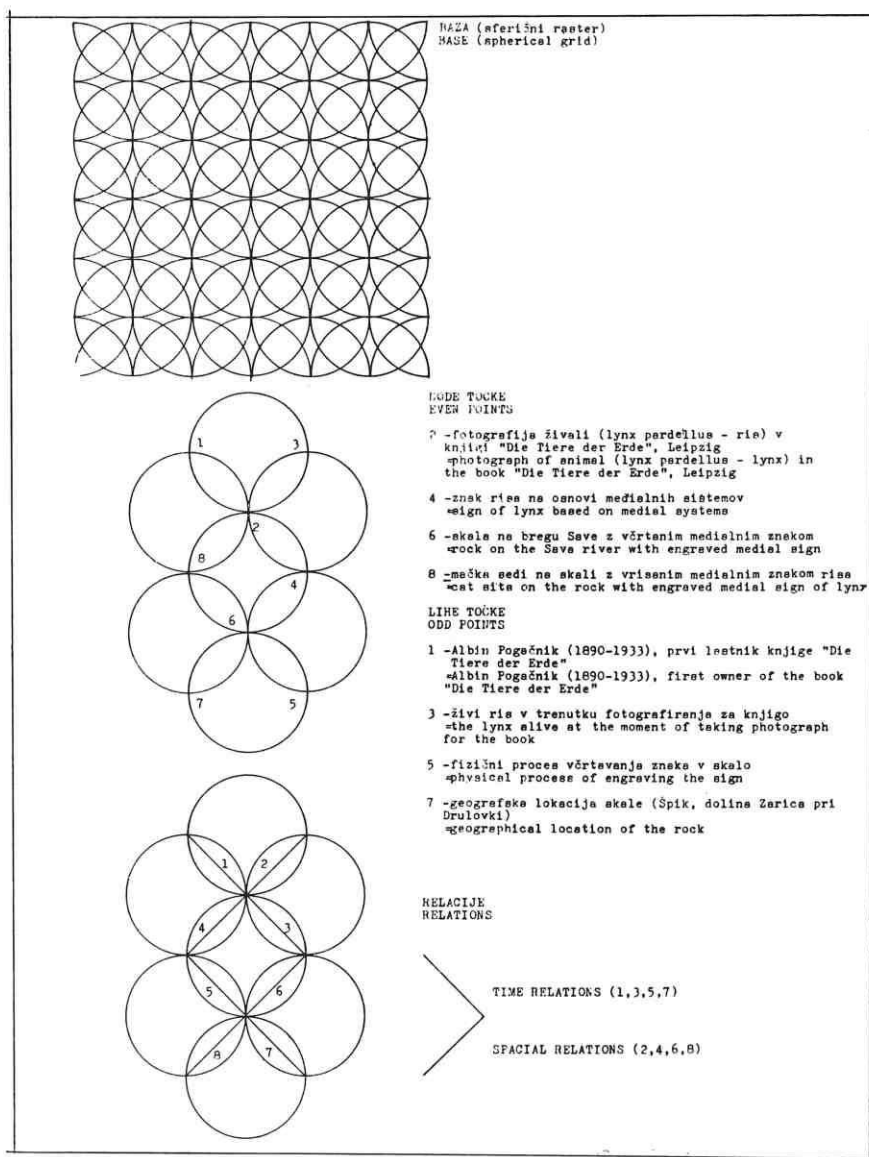 BAZA (sferični raster)
BASE (spherical grid)
SODE TOČKE
EVEN POINTS
2 -fotografija živali (lynx pardellus - ris) v
knjigi "Die Tiere der Erde", Leipzig
=photograph of animal (lynx pardellus - lynx) in
the book "Die Tiere der Erde", Leipzig
4 -znak risa na osnovi medialnih sistemov
=sign of lynx based on medial systems
6 -skala na bregu Save z včrtanim medialnim znakom
=rock on the Sava river with engraved medial sign
8 -mačka sedi na skali z vrisanim medialnim znakom risa
=cat sits on the rock with engraved medial sign of lynx
LIHE TOČKE
ODD POINTS
1 -Albin Pogačnik (1890-1933), prvi lastnik knjige "Die
Tiere der Erde"
=Albin Pogačnik (1890-1933), first owner of the book
"Die Tiere der Erde"
3 -živi ris v trenutku fotografiranja za knjigo
=the lynx alive at the moment of taking photograph
for the book
5 -fizični proces včrtavanja znaka v skalo
=physical process of engraving the sign
7 -geografska lokacija skale (Špik, dolina Zarica pri
Drulovki)
=geographical location of the rock
1 3
2
8 4
6
7 5
RELACIJE
RELATIONS
TIME RELATIONS (1,3,5,7)
SPACIAL RELATIONS (2,4,6,8)
1 2
4 3
5 6
8 7